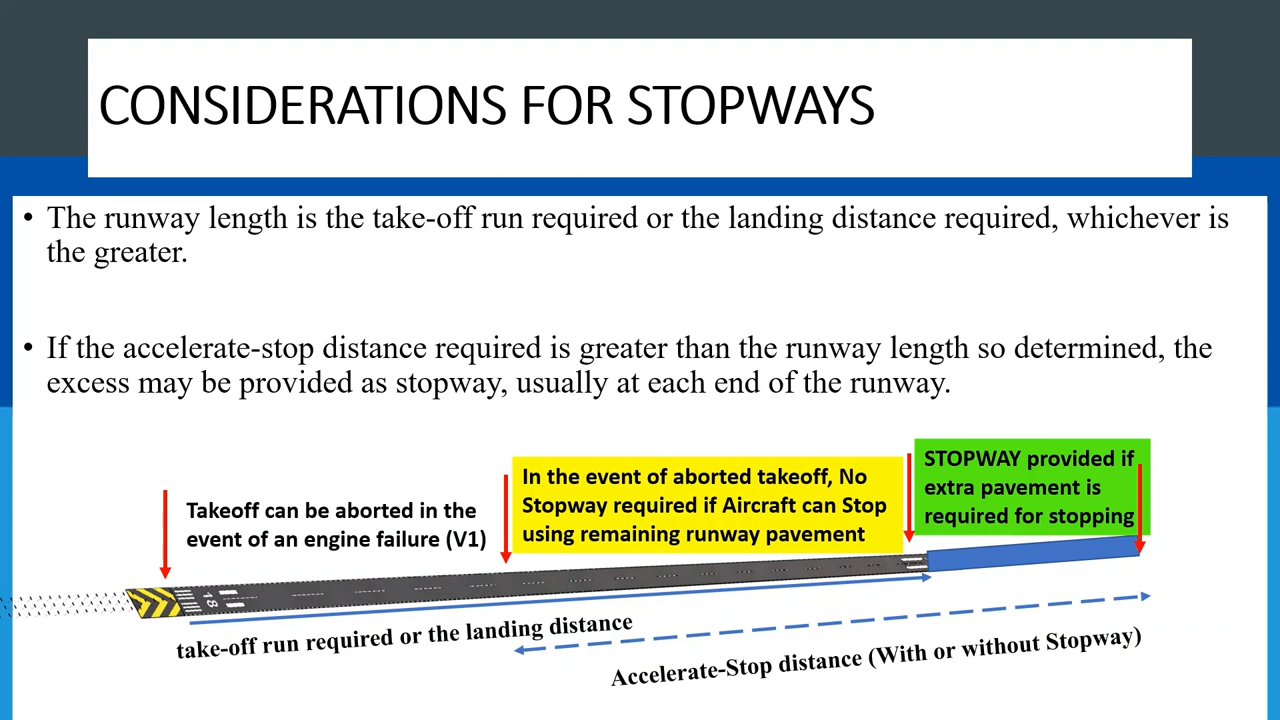 CONSIDERATIONS FOR STOPWAYS
• The runway length is the take-off run required or the landing distance required, whichever is
the greater.
• If the accelerate-stop distance required is greater than the runway length so determined, the
excess may be provided as stopway, usually at each end of the runway.
Takeoff can be aborted in the
event of an engine failure (V1)
In the event of aborted takeoff, No
Stopway required if Aircraft can Stop
using remaining runway pavement
STOPWAY provided if
extra pavement is
required for stopping
18
take-off run required or the landing distance
Accelerate-Stop distance (With or without Stopway)